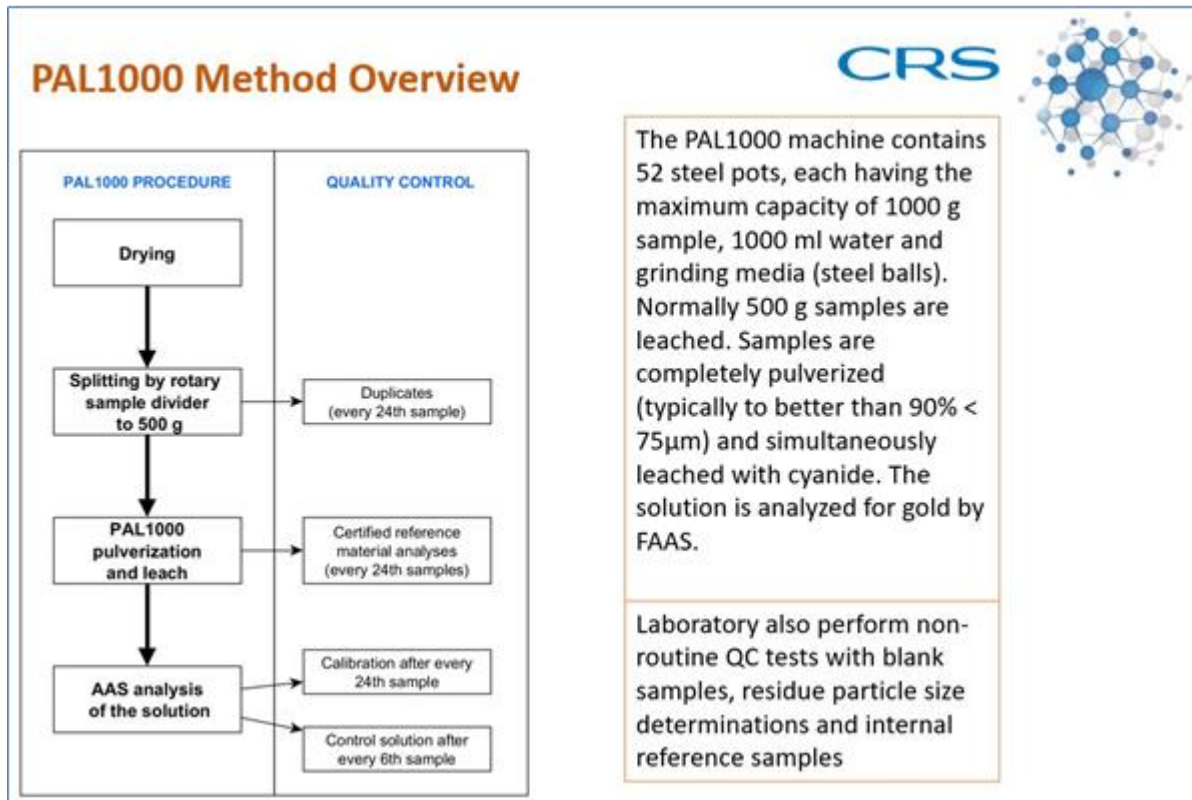 PAL1000 Method Overview
CRS
PAL1000 PROCEDURE
QUALITY CONTROL
Drying
Splitting by rotary
sample divider
to 500 g
Duplicates
(every 24th sample)
PAL1000
pulverization
and leach
Certified reference
material analyses
(every 24th samples)
AAS analysis
of the solution
Calibration after every
24th sample
Control solution after
every 6th sample
The PAL1000 machine contains
52 steel pots, each having the
maximum capacity of 1000 g
sample, 1000 ml water and
grinding media (steel balls).
Normally 500 g samples are
leached. Samples are
completely pulverized
(typically to better than 90% <
75µm) and simultaneously
leached with cyanide. The
solution is analyzed for gold by
FAAS.
Laboratory also perform non-
routine QC tests with blank
samples, residue particle size
determinations and internal
reference samples